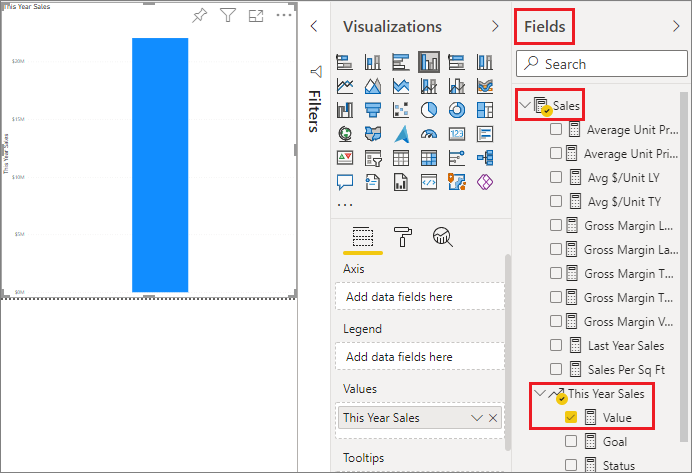 This Year Sales
$20M
$15M
$10M
$5M
$0M
This Year Sales
Filters
Visualizations
Axis
Add data fields here
Legend
Add data fields here
Values
This Year Sales
Tooltips
Fields
Search
Sales
Average Unit Pr...
Average Unit Pri...
Avg $/Unit LY
Avg $/Unit TY
Gross Margin L...
Gross Margin La...
Gross Margin T...
Gross Margin T...
Gross Margin V...
Last Year Sales
Sales Per Sq Ft
This Year Sales
Value
Goal
Status